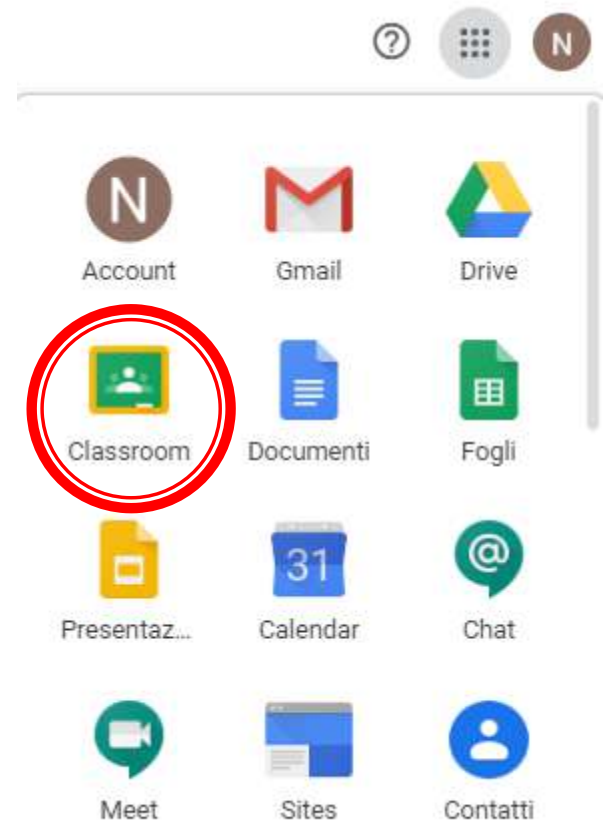 N
N
Account Gmail Drive
Classroom Documenti Fogli
31 @
Presentaz... Calendar Chat
Meet Sites Contatti